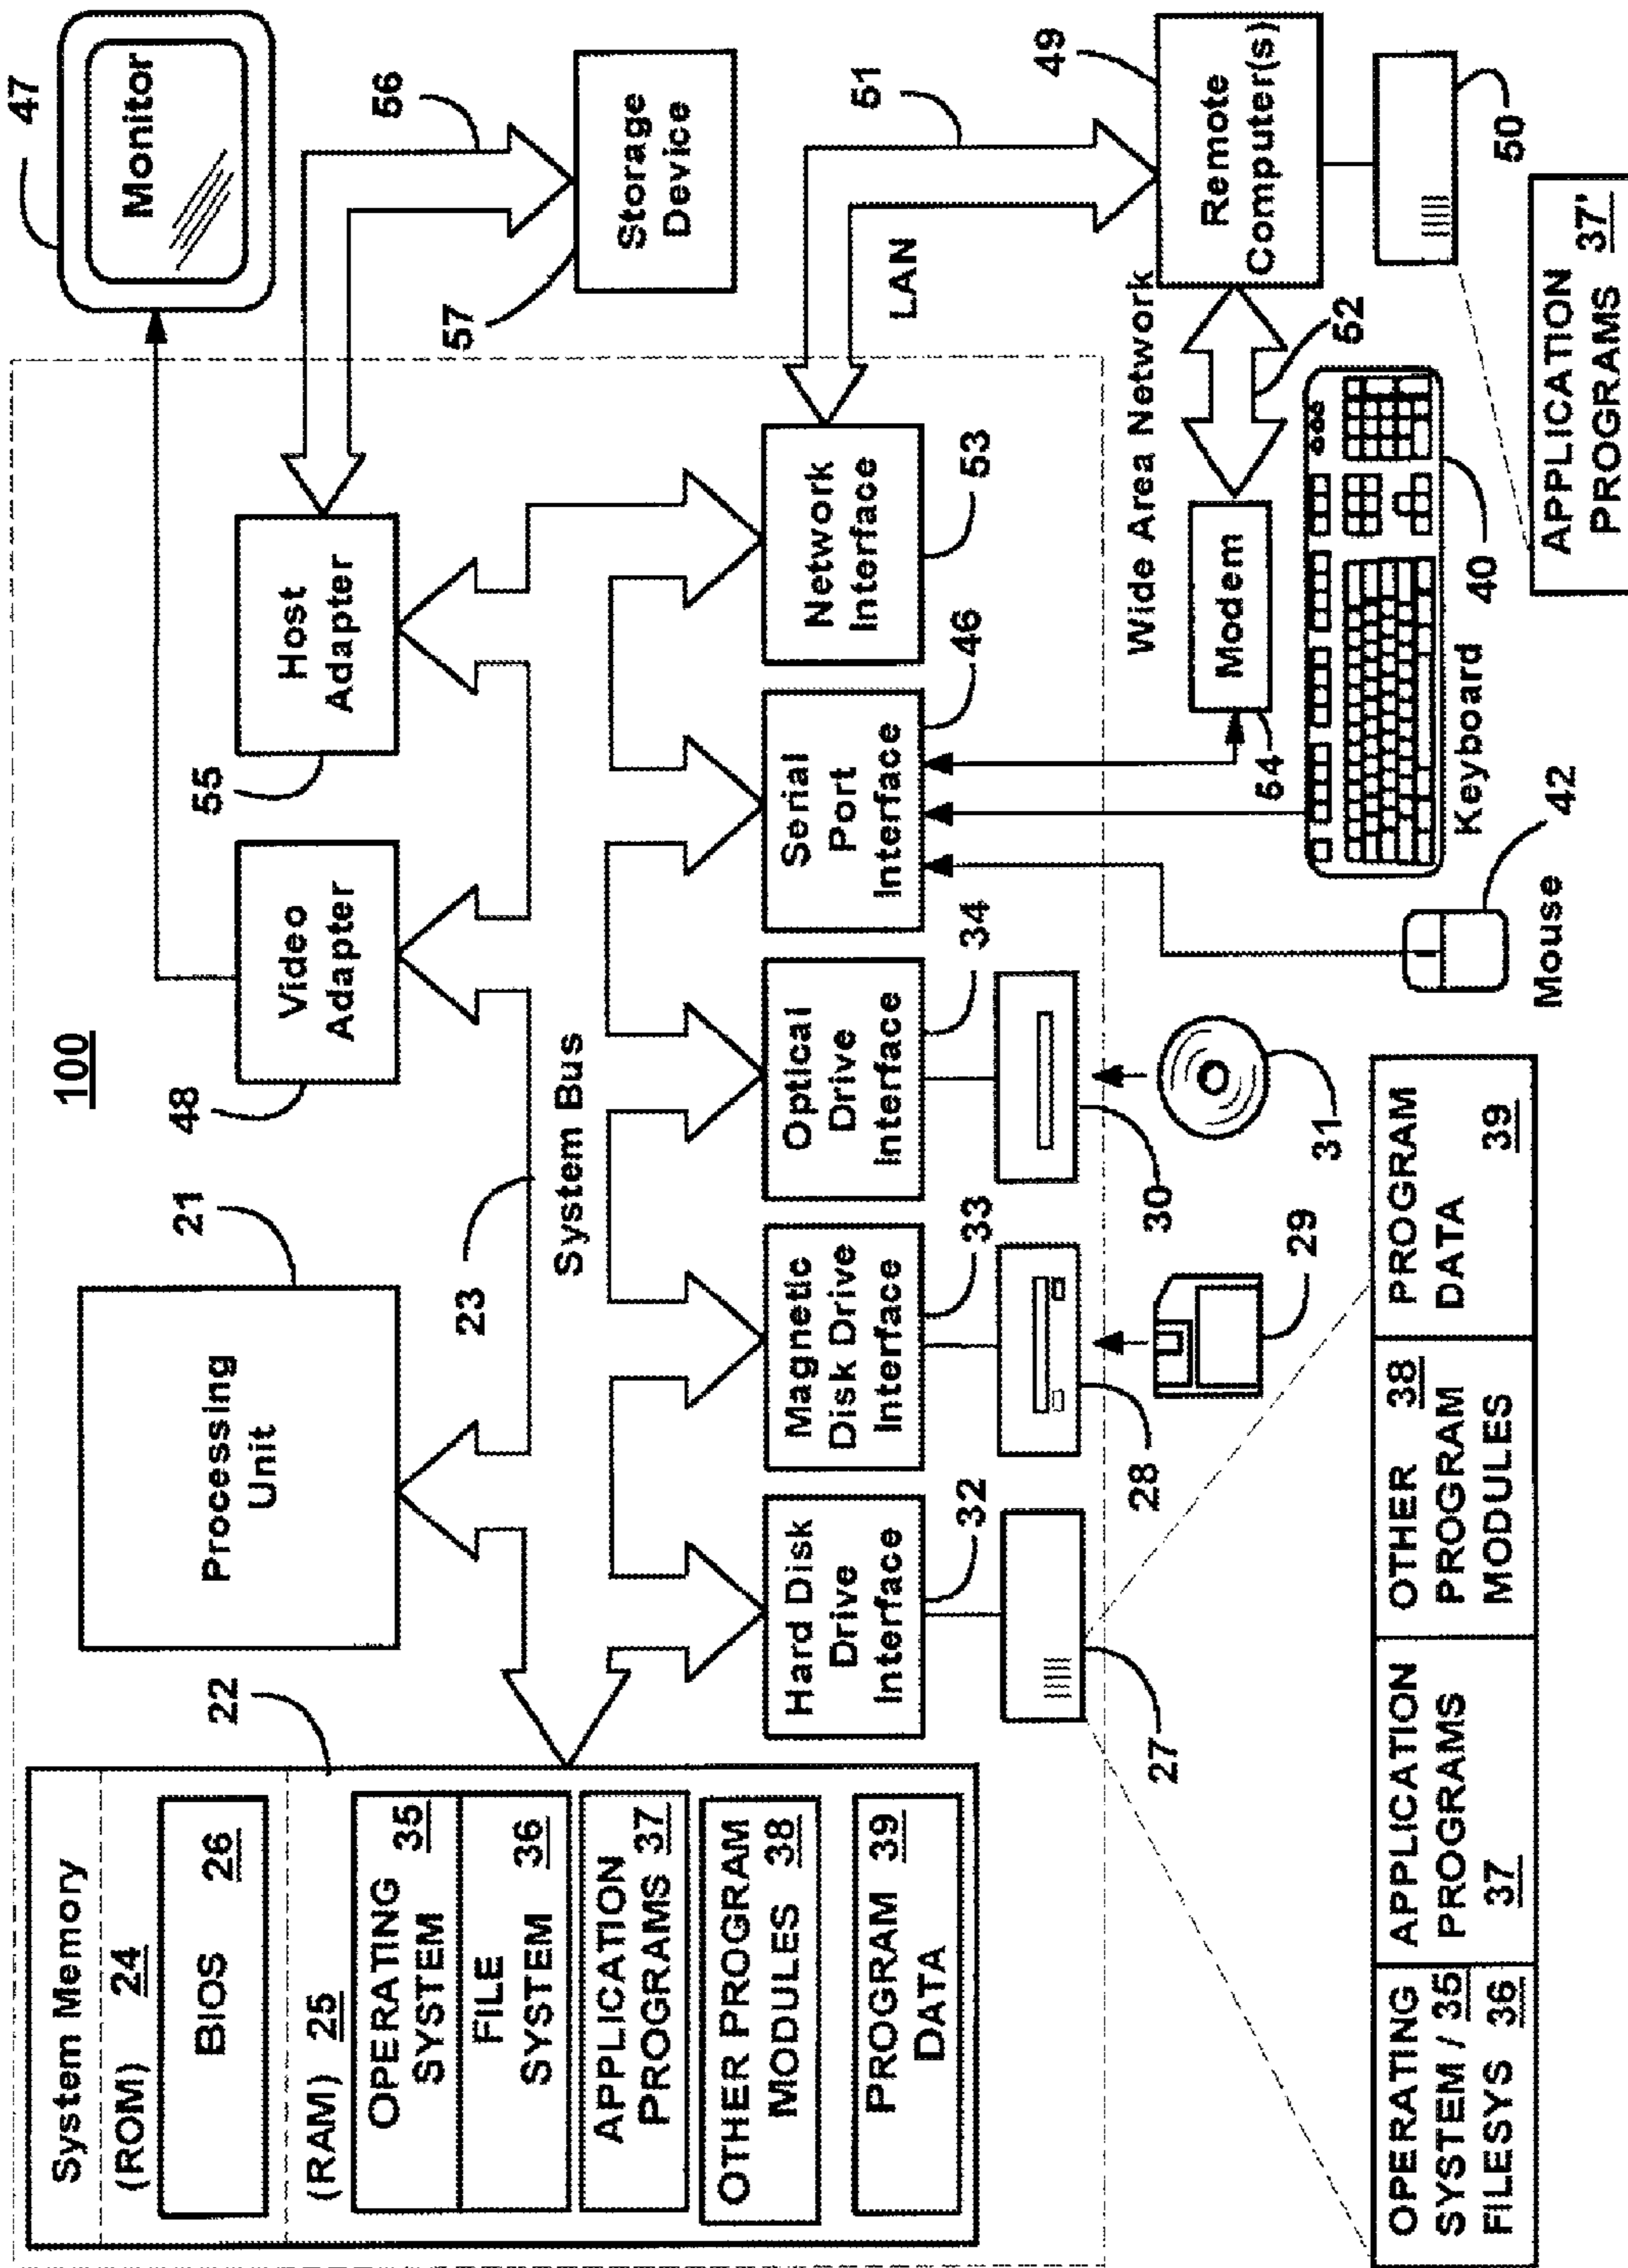 100
System Memory
(ROM) 24
BIOS 26
(RAM) 25
OPERATING
SYSTEM 35
FILE
SYSTEM 36
APPLICATION
PROGRAMS 37
OTHER PROGRAM
MODULES 38
PROGRAM 39
DATA
22
Processing
Unit
21
48
Video
Adapter
55
Host
Adapter
47
Monitor
56
57
Storage
Device
23
System Bus
Hard Disk
Drive
Interface
32
Magnetic
Disk Drive
Interface
33
Optical
Drive
Interface
34
Serial
Port
Interface
46
Network
Interface
53
LAN
51
27
28
29
30
31
Wide Area Network
Modem
54
52
49
Remote
Computer(s)
50
Keyboard
40
Mouse
42
OPERATING
SYSTEM / 35
FILESYS 36
APPLICATION
PROGRAMS
37
OTHER 38
PROGRAM
MODULES
PROGRAM
DATA
39
APPLICATION
PROGRAMS 37'